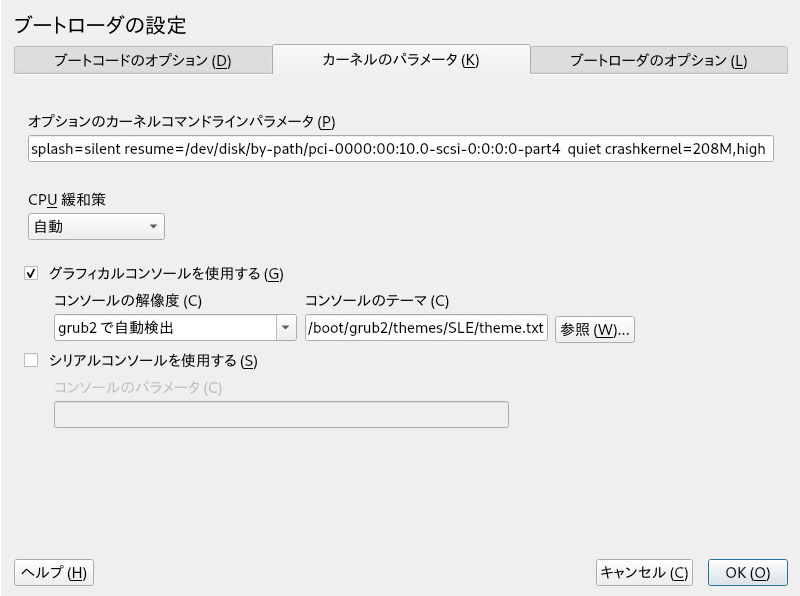 ブートローダの設定
ブートコードのオプション (D)
カーネルのパラメータ (K)
ブートローダのオプション (L)
オプションのカーネルコマンドラインパラメータ (P)
splash=silent resume=/dev/disk/by-path/pci-0000:00:10.0-scsi-0:0:0:0-part4  quiet crashkernel=208M,high
CPU 緩和策
自動
グラフィカルコンソールを使用する (G)
コンソールの解像度 (C)
コンソールのテーマ (C)
grub2 で自動検出
/boot/grub2/themes/SLE/theme.txt
参照 (W)...
シリアルコンソールを使用する (S)
コンソールのパラメータ (C)
ヘルプ (H)
キャンセル (C)
OK (O)